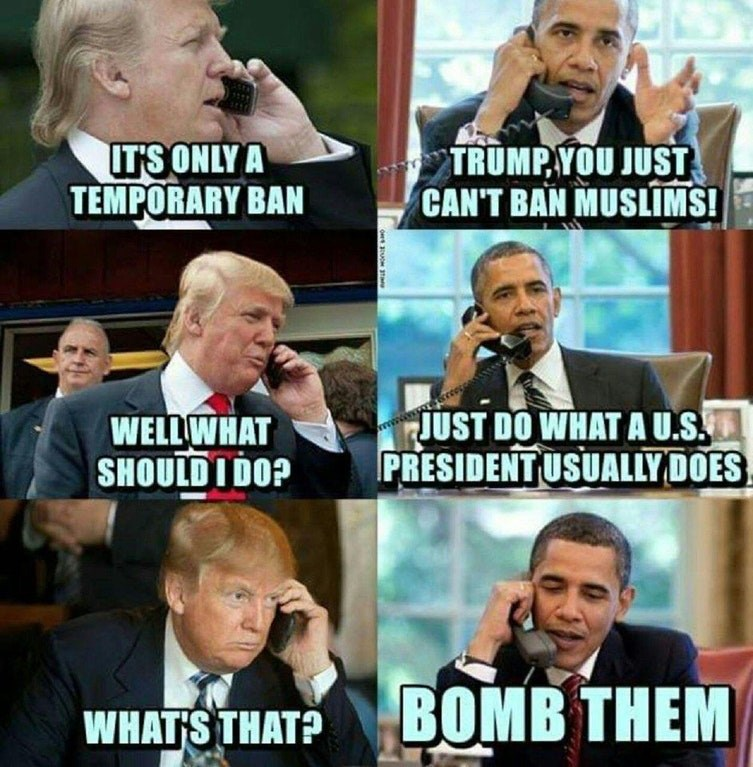 IT'S ONLY A
TEMPORARY BAN
TRUMP, YOU JUST
CAN'T BAN MUSLIMS!
WELL WHAT
SHOULD I DO?
JUST DO WHAT A U.S.
PRESIDENT USUALLY DOES
WHAT'S THAT?
BOMB THEM